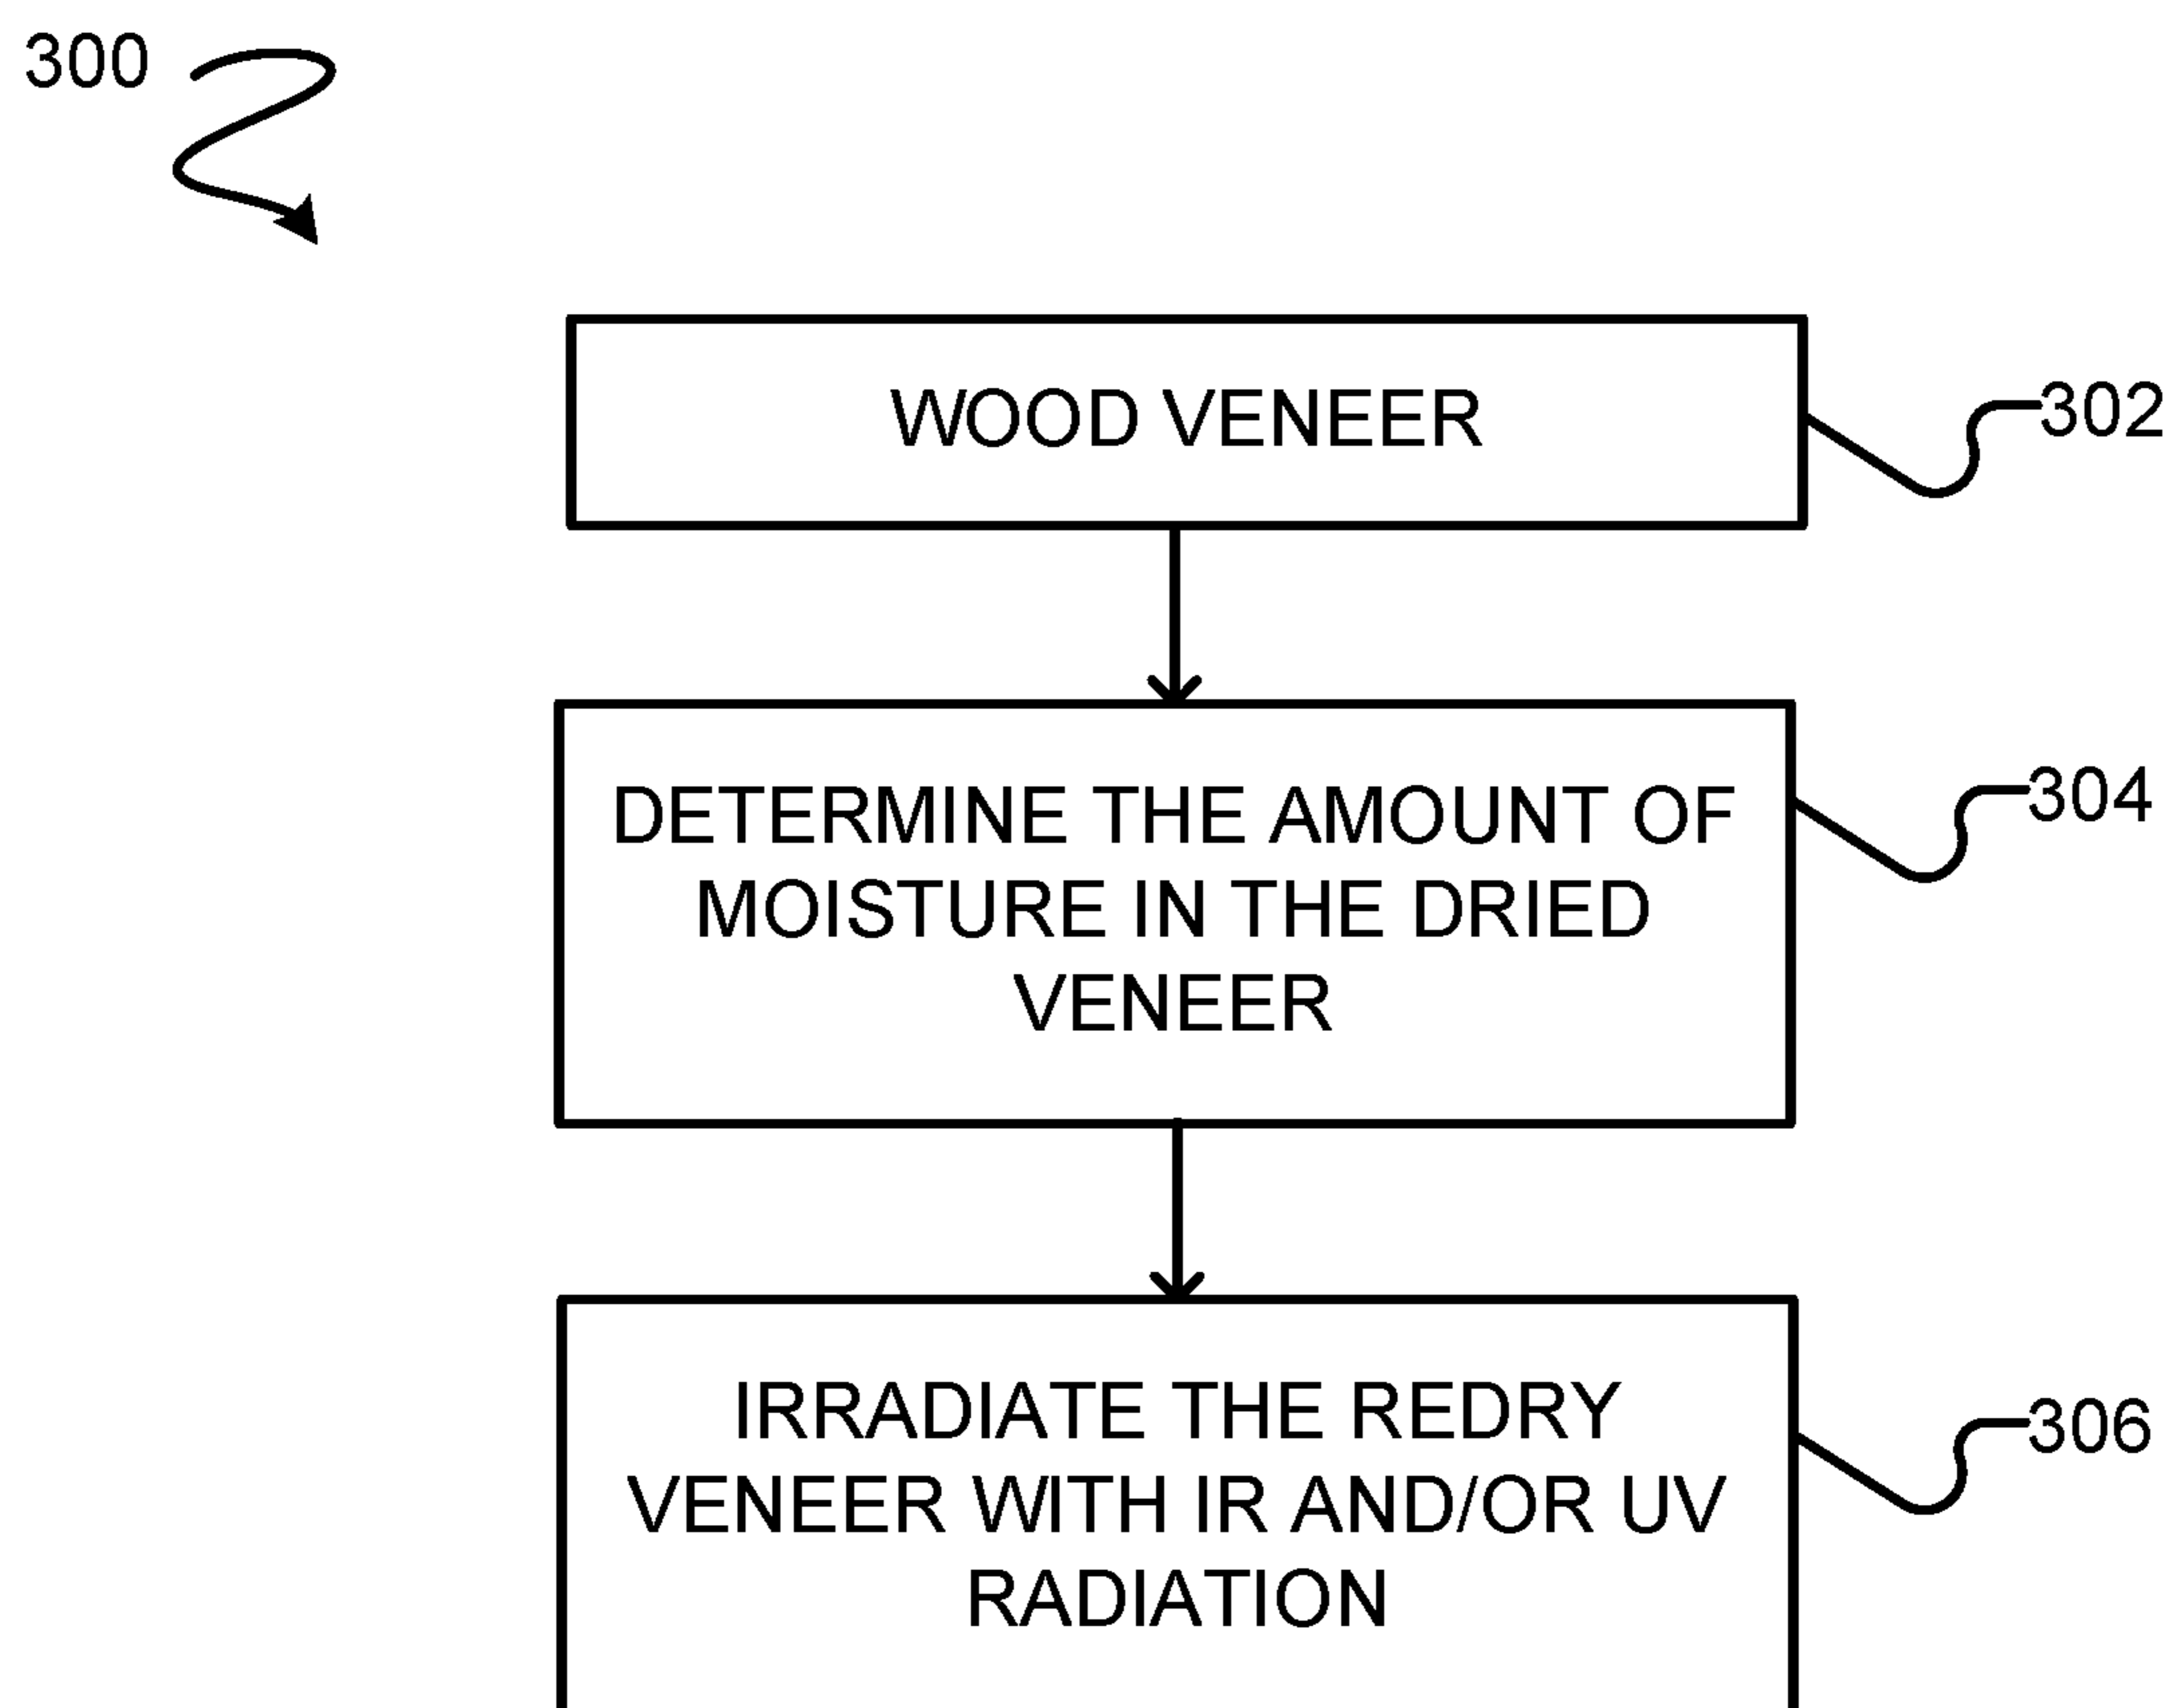 300
WOOD VENEER
302
DETERMINE THE AMOUNT OF
MOISTURE IN THE DRIED
VENEER
304
IRRADIATE THE REDRY
VENEER WITH IR AND/OR UV
RADIATION
306